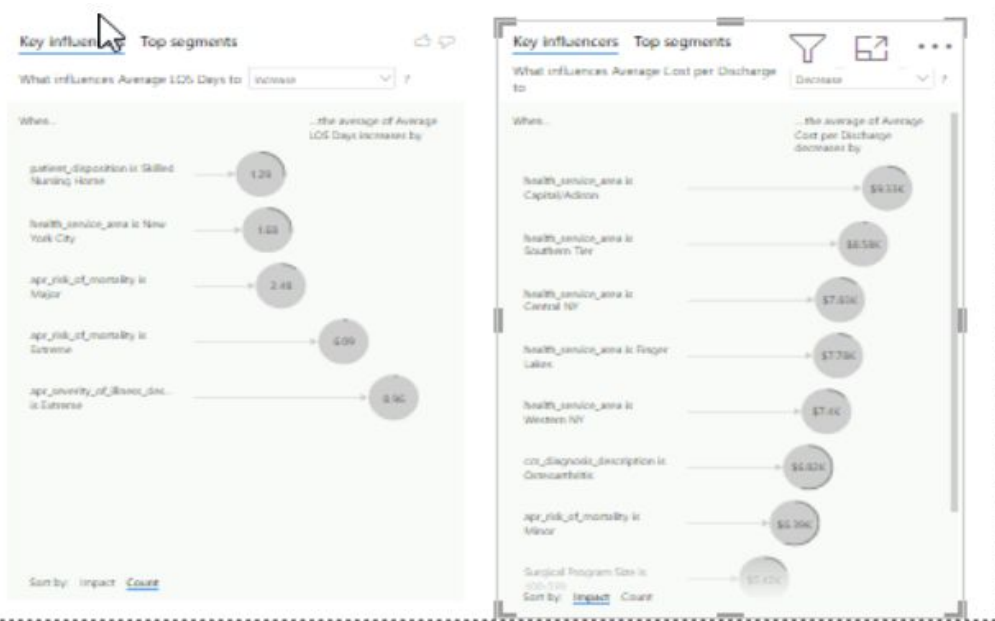 Key influen
Top segments
What influences Average LOS Days to
Increase
?
When...
...the average of Average
LOS Days increases by
patient_disposition is Skilled
Nursing Home
1.29
health_service_area is New
York City
apr_risk_of_mortality is
Major
2.48
apr_risk_of_mortality is
Extreme
6.09
apr_severity_of_illness_des...
is Extreme
8.96
Sort by: Impact Count
Key influencers
Top segments
What influences Average Cost per Discharge
to
Decrease
?
When...
...the average of Average
Cost per Discharge
decreases by
health_service_area is
Capital/Adiron
$9.33K
health_service_area is
Southern Tier
$8.58K
health_service_area is
Central NY
health_service_area is Finger
Lakes
$7.78K
health_service_area is
Western NY
$7.4K
ccs_diagnosis_description is
Osteoarthritis
apr_risk_of_mortality is
Minor
$6.39K
Surgical Program Size is
Sort by: Impact Count